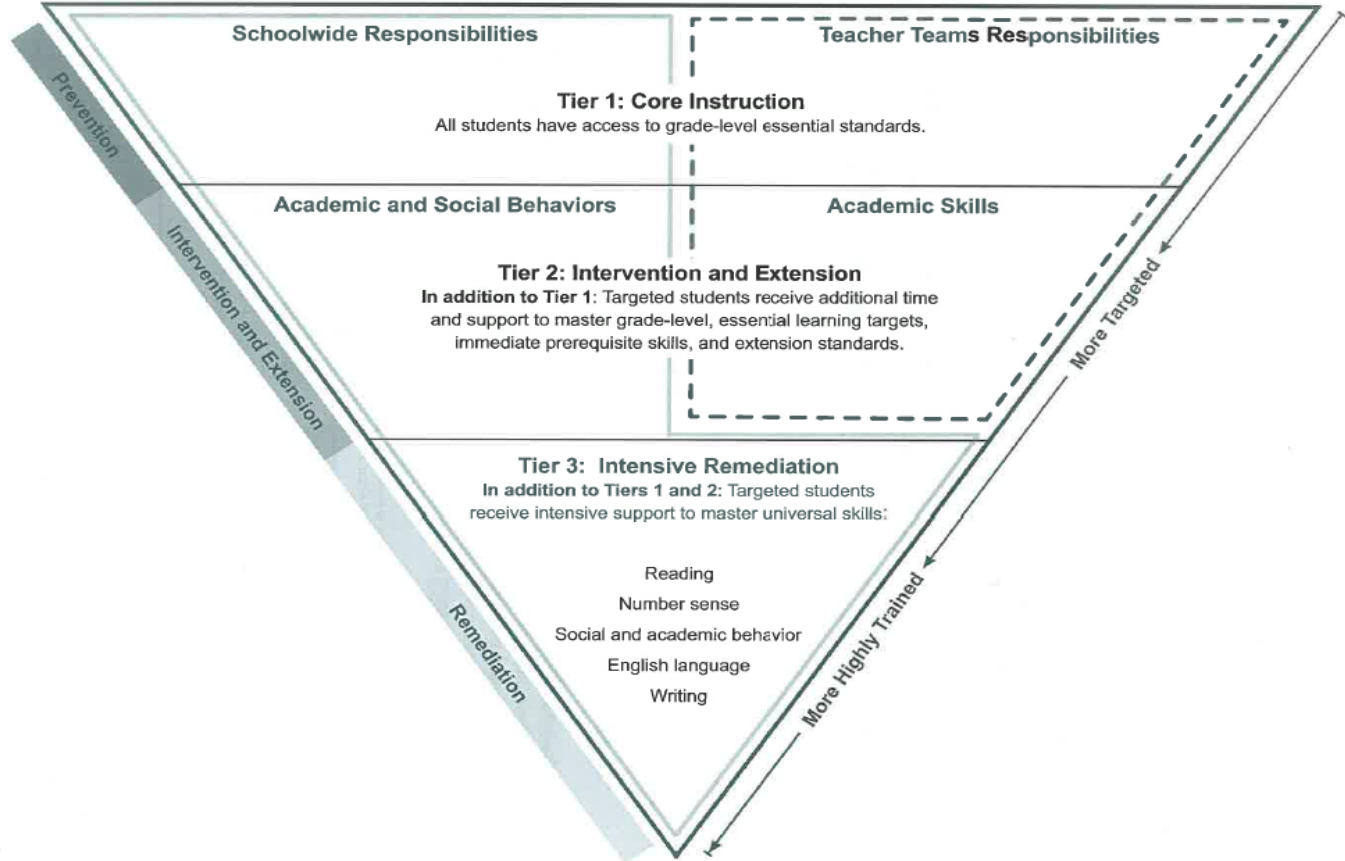 Schoolwide Responsibilities
Teacher Teams Responsibilities
Tier 1: Core Instruction
All students have access to grade-level essential standards.
Prevention
Academic and Social Behaviors
Academic Skills
Tier 2: Intervention and Extension
In addition to Tier 1: Targeted students receive additional time
and support to master grade-level, essential learning targets,
immediate prerequisite skills, and extension standards.
Intervention and Extension
More Targeted
Tier 3: Intensive Remediation
In addition to Tiers 1 and 2: Targeted students
receive intensive support to master universal skills:
Reading
Number sense
Social and academic behavior
English language
Writing
Remediation
More Highly Trained